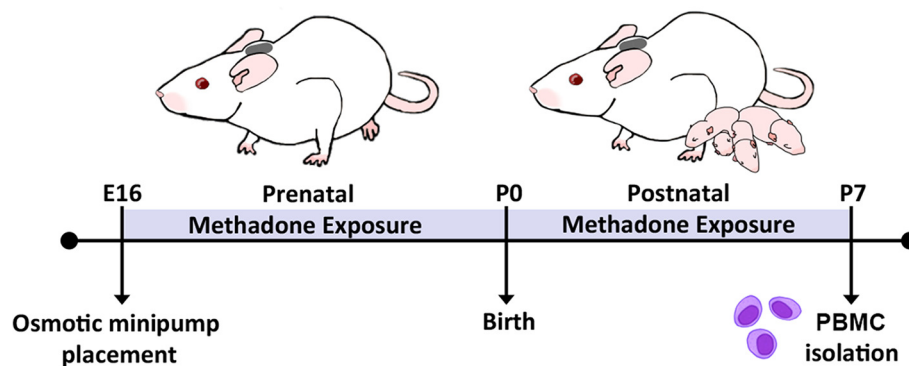 E16 Prenatal P0 Postnatal P7
Methadone Exposure Methadone Exposure
Osmotic minipump
placement
Birth
PBMC
isolation